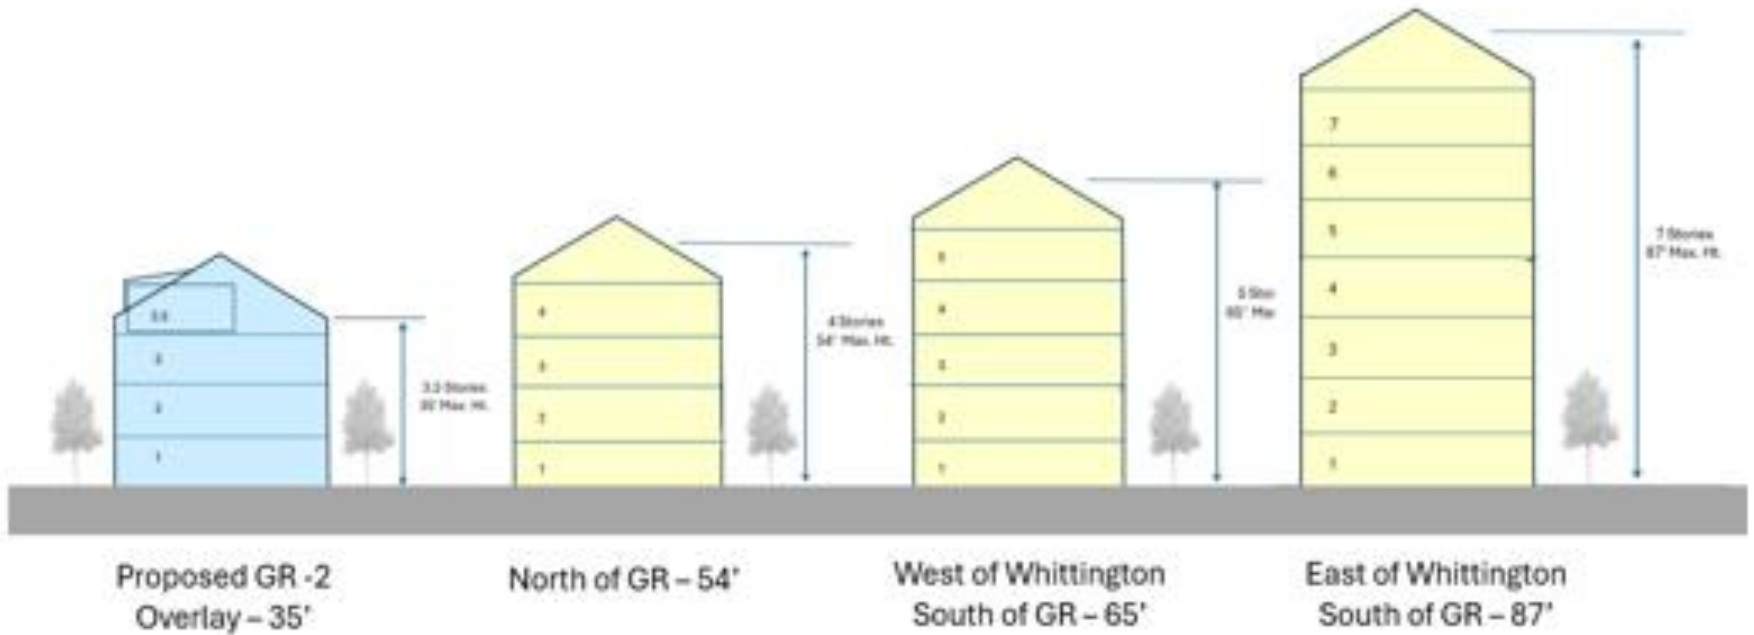 7
6
5
4
3
2
1
7 Stories
87' Max. Ht.
5
4
3
2
1
5 Stor
65' Ma
4
3
2
1
4 Stories
54' Max. Ht.
3.5
3
2
1
3.5 Stories
35' Max. Ht.
Proposed GR -2
Overlay – 35'
North of GR – 54'
West of Whittington
South of GR – 65'
East of Whittington
South of GR – 87'